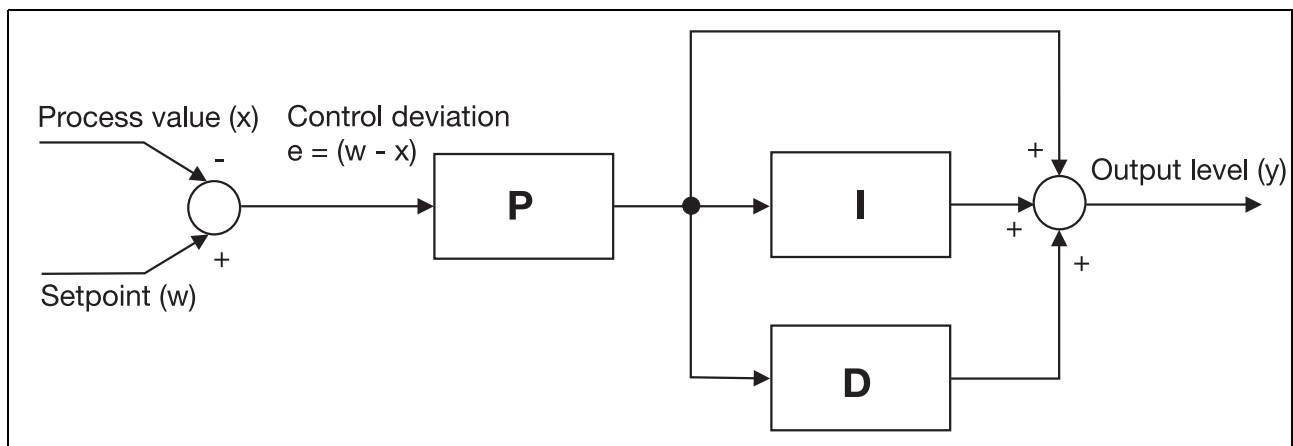 Process value (x)
Control deviation
e = (w - x)
-
+
Setpoint (w)
P
I
D
+
+
+
Output level (y)